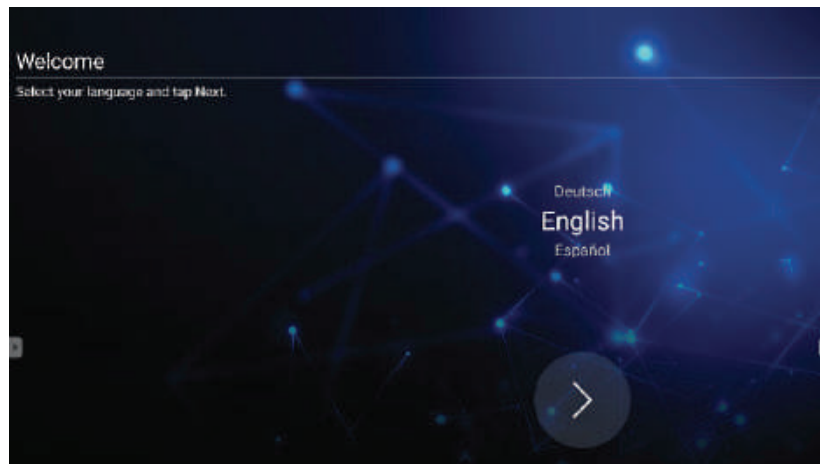 Welcome
Select your language and tap Next.
Deutsch
English
Español